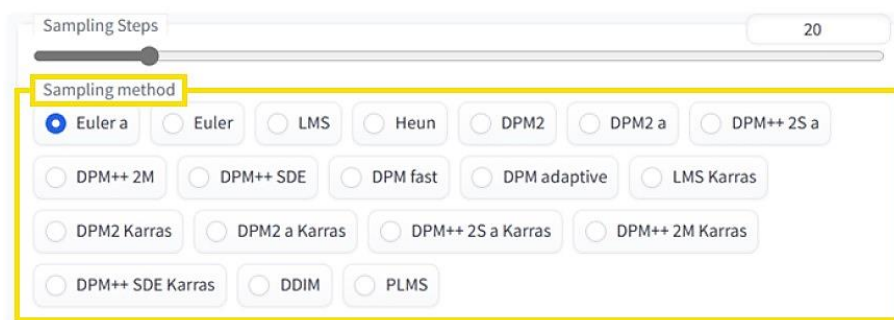 Sampling Steps 20
Sampling method
Euler a Euler LMS Heun DPM2 DPM2 a DPM++ 2S a
DPM++ 2M DPM++ SDE DPM fast DPM adaptive LMS Karras
DPM2 Karras DPM2 a Karras DPM++ 2S a Karras DPM++ 2M Karras
DPM++ SDE Karras DDIM PLMS